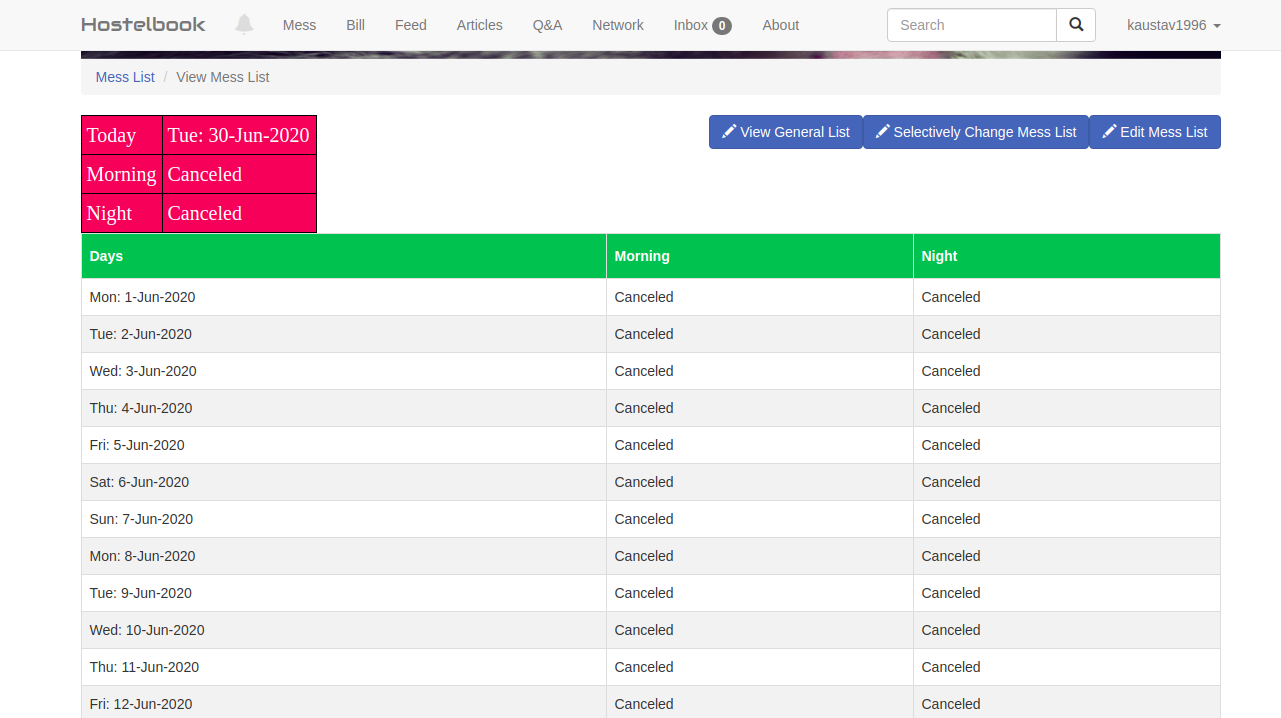 Hostelbook Mess Bill Feed Articles Q&A Network Inbox 0 About Search kaustav1996
Mess List / View Mess List
Today Tue: 30-Jun-2020
Morning Canceled
Night Canceled
View General List Selectively Change Mess List Edit Mess List
Days Morning Night
Mon: 1-Jun-2020 Canceled Canceled
Tue: 2-Jun-2020 Canceled Canceled
Wed: 3-Jun-2020 Canceled Canceled
Thu: 4-Jun-2020 Canceled Canceled
Fri: 5-Jun-2020 Canceled Canceled
Sat: 6-Jun-2020 Canceled Canceled
Sun: 7-Jun-2020 Canceled Canceled
Mon: 8-Jun-2020 Canceled Canceled
Tue: 9-Jun-2020 Canceled Canceled
Wed: 10-Jun-2020 Canceled Canceled
Thu: 11-Jun-2020 Canceled Canceled
Fri: 12-Jun-2020 Canceled Canceled